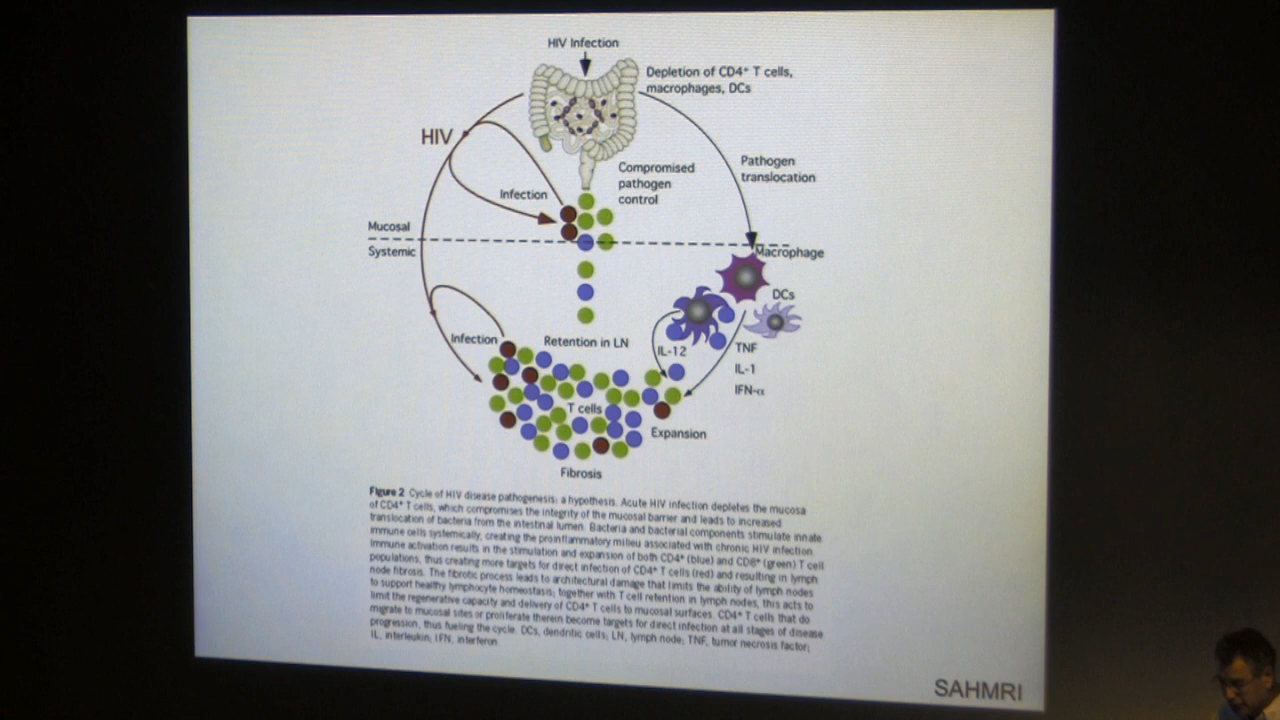 HIV Infection
Depletion of CD4⁺ T cells,
macrophages, DCs
HIV
Pathogen
translocation
Compromised
pathogen
control
Infection
Mucosal
Systemic
Macrophage
DCs
Infection
Retention in LN
IL-12
TNF
IL-1
IFN-α
T cells
Expansion
Fibrosis
Figure 2 Cycle of HIV disease pathogenesis: a hypothesis. Acute HIV infection depletes the mucosa
of CD4⁺ T cells, which compromises the integrity of the mucosal barrier and leads to increased
translocation of bacteria from the intestinal lumen. Bacteria and bacterial components stimulate innate
immune cells systemically, creating the proinflammatory milieu associated with chronic HIV infection.
Immune activation results in the stimulation and expansion of both CD4⁺ (blue) and CD8⁺ (green) T cell
populations, thus creating more targets for direct infection of CD4⁺ T cells (red) and resulting in lymph
node fibrosis. The fibrotic process leads to architectural damage that limits the ability of lymph nodes
to support healthy lymphocyte homeostasis; together with T cell retention in lymph nodes, this acts to
limit the regenerative capacity and delivery of CD4⁺ T cells to mucosal surfaces. CD4⁺ T cells that do
migrate to mucosal sites or proliferate therein become targets for direct infection at all stages of disease
progression, thus fueling the cycle. DCs, dendritic cells; LN, lymph node; TNF, tumor necrosis factor;
IL, interleukin; IFN, interferon.
SAHMRI